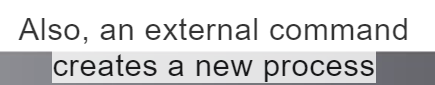 Also, an external command
creates a new process